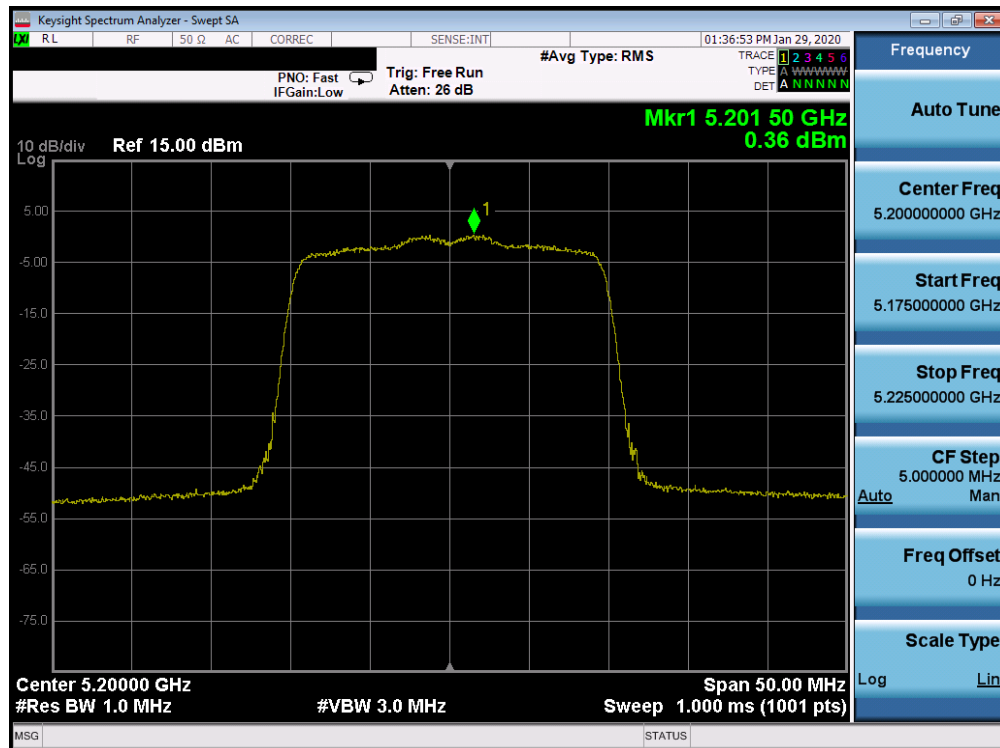 Keysight Spectrum Analyzer - Swept SA
LXI RL RF 50 Ω AC CORREC SENSE:INT 01:36:53 PM Jan 29, 2020
#Avg Type: RMS
TRACE 1 2 3 4 5 6
TYPE A WWWWW
DET A N N N N N
PNO: Fast
IFGain:Low
Trig: Free Run
Atten: 26 dB
Mkr1 5.201 50 GHz
0.36 dBm
10 dB/div
Log
Ref 15.00 dBm
1
5.00
-5.00
-15.0
-25.0
-35.0
-45.0
-55.0
-65.0
-75.0
Center 5.20000 GHz
Span 50.00 MHz
#Res BW 1.0 MHz
#VBW 3.0 MHz
Sweep 1.000 ms (1001 pts)
MSG
STATUS
Frequency
Auto Tune
Center Freq
5.200000000 GHz
Start Freq
5.175000000 GHz
Stop Freq
5.225000000 GHz
CF Step
5.000000 MHz
Auto Man
Freq Offset
0 Hz
Scale Type
Log Lin